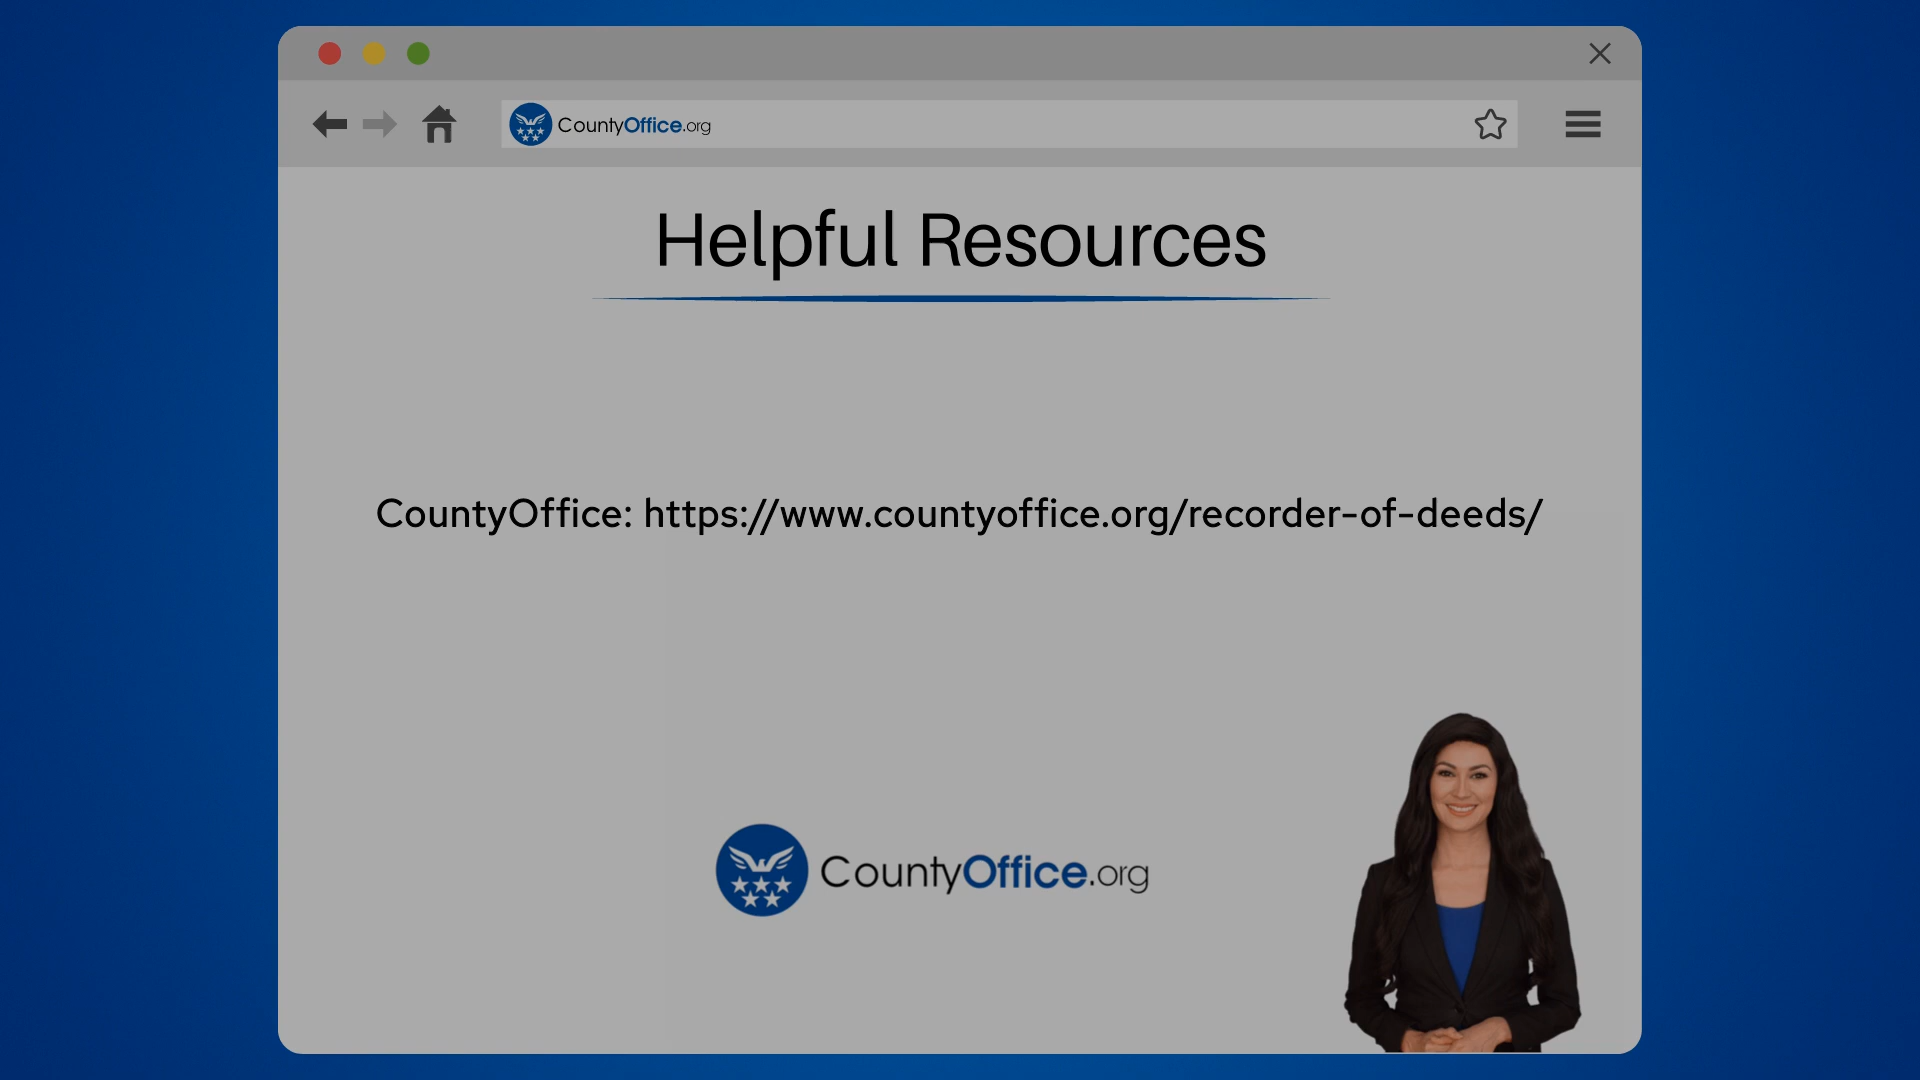 CountyOffice.org
Helpful Resources
CountyOffice: https://www.countyoffice.org/recorder-of-deeds/
CountyOffice.org